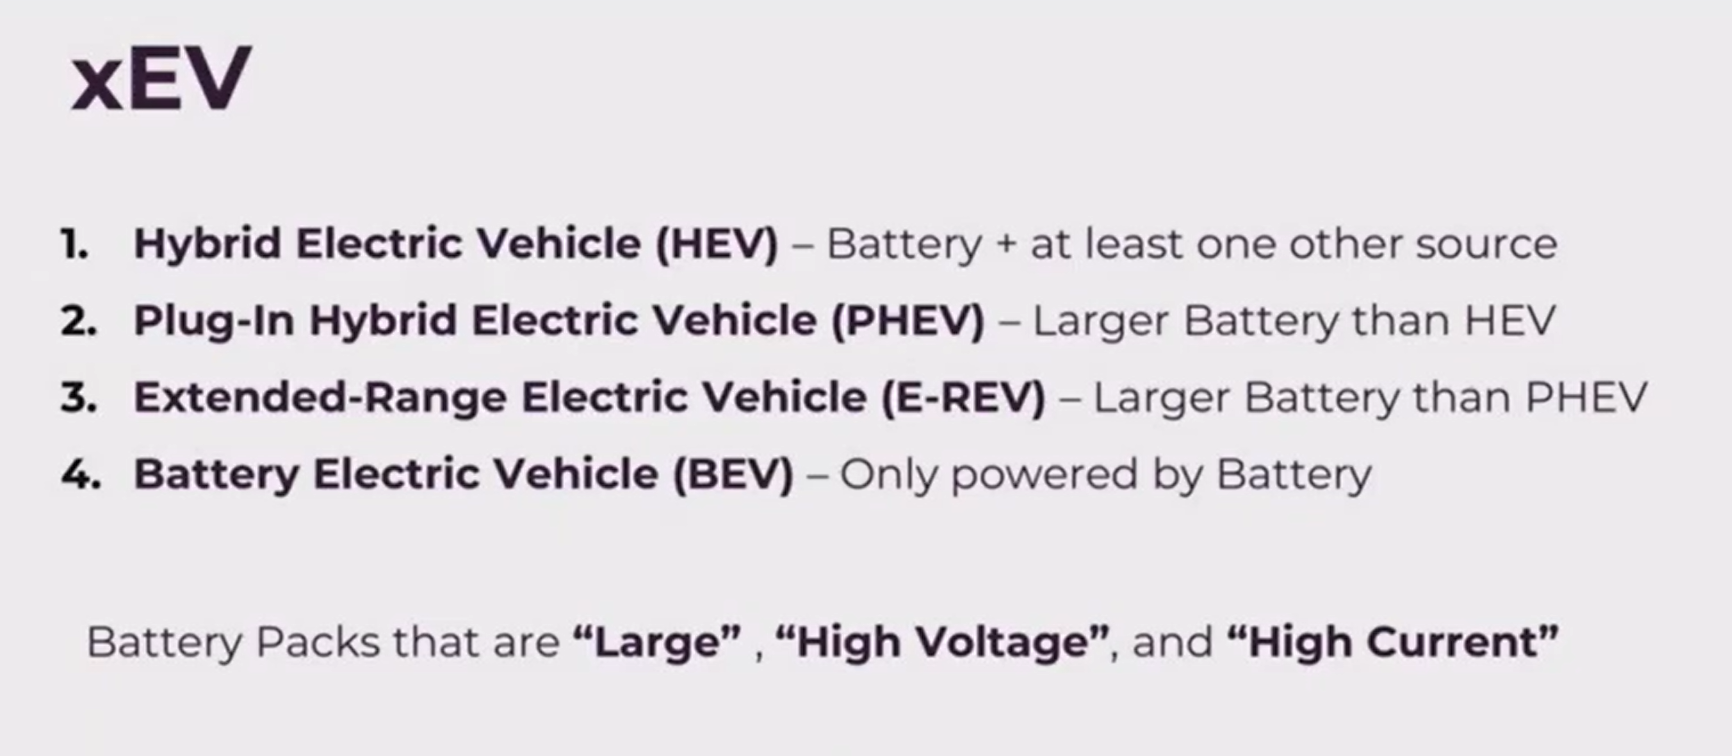 xEV
1. Hybrid Electric Vehicle (HEV) – Battery + at least one other source
2. Plug-In Hybrid Electric Vehicle (PHEV) – Larger Battery than HEV
3. Extended-Range Electric Vehicle (E-REV) – Larger Battery than PHEV
4. Battery Electric Vehicle (BEV) – Only powered by Battery
Battery Packs that are “Large” , “High Voltage”, and “High Current”